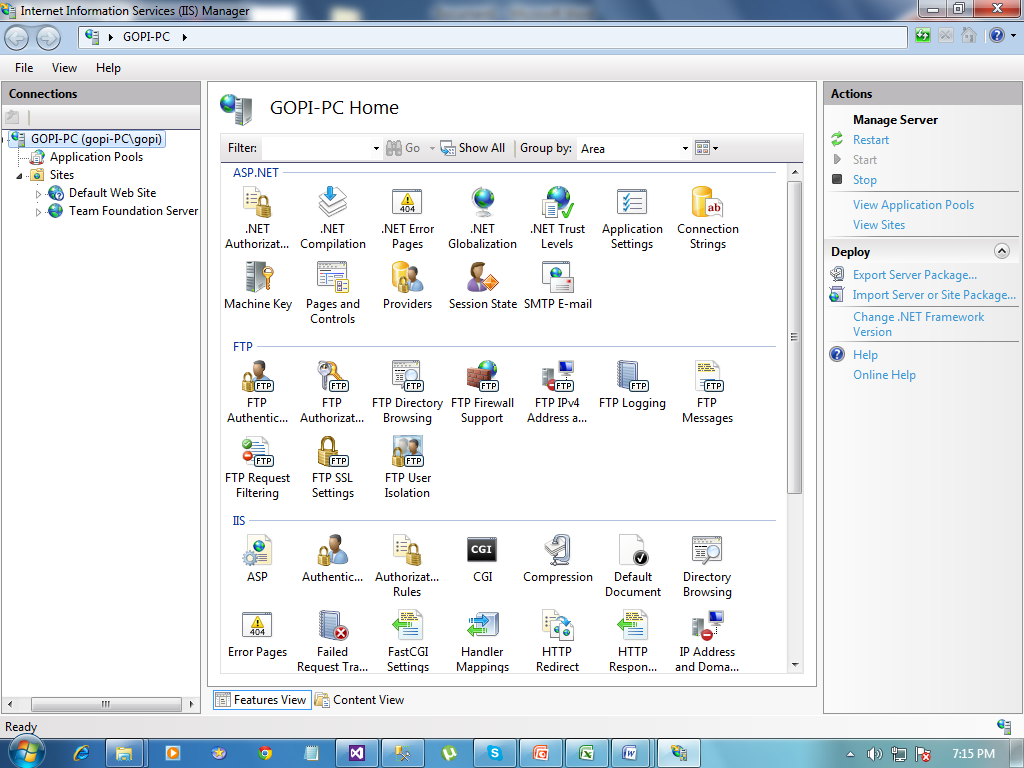 Internet Information Services (IIS) Manager
GOPI-PC
File View Help
Connections
GOPI-PC (gopi-PC\gopi)
Application Pools
Sites
Default Web Site
Team Foundation Server
GOPI-PC Home
Filter: Go Show All Group by: Area
ASP.NET
.NET Authorizat...
.NET Compilation
.NET Error Pages
.NET Globalization
.NET Trust Levels
Application Settings
Connection Strings
Machine Key
Pages and Controls
Providers
Session State
SMTP E-mail
FTP
FTP Authentic...
FTP Authorizat...
FTP Directory Browsing
FTP Firewall Support
FTP IPv4 Address a...
FTP Logging
FTP Messages
FTP Request Filtering
FTP SSL Settings
FTP User Isolation
IIS
ASP
Authentic...
Authorizat... Rules
CGI
Compression
Default Document
Directory Browsing
Error Pages
Failed Request Tra...
FastCGI Settings
Handler Mappings
HTTP Redirect
HTTP Respon...
IP Address and Doma...
Features View Content View
Actions
Manage Server
Restart
Start
Stop
View Application Pools
View Sites
Deploy
Export Server Package...
Import Server or Site Package...
Change .NET Framework
Version
Help
Online Help
Ready
7:15 PM